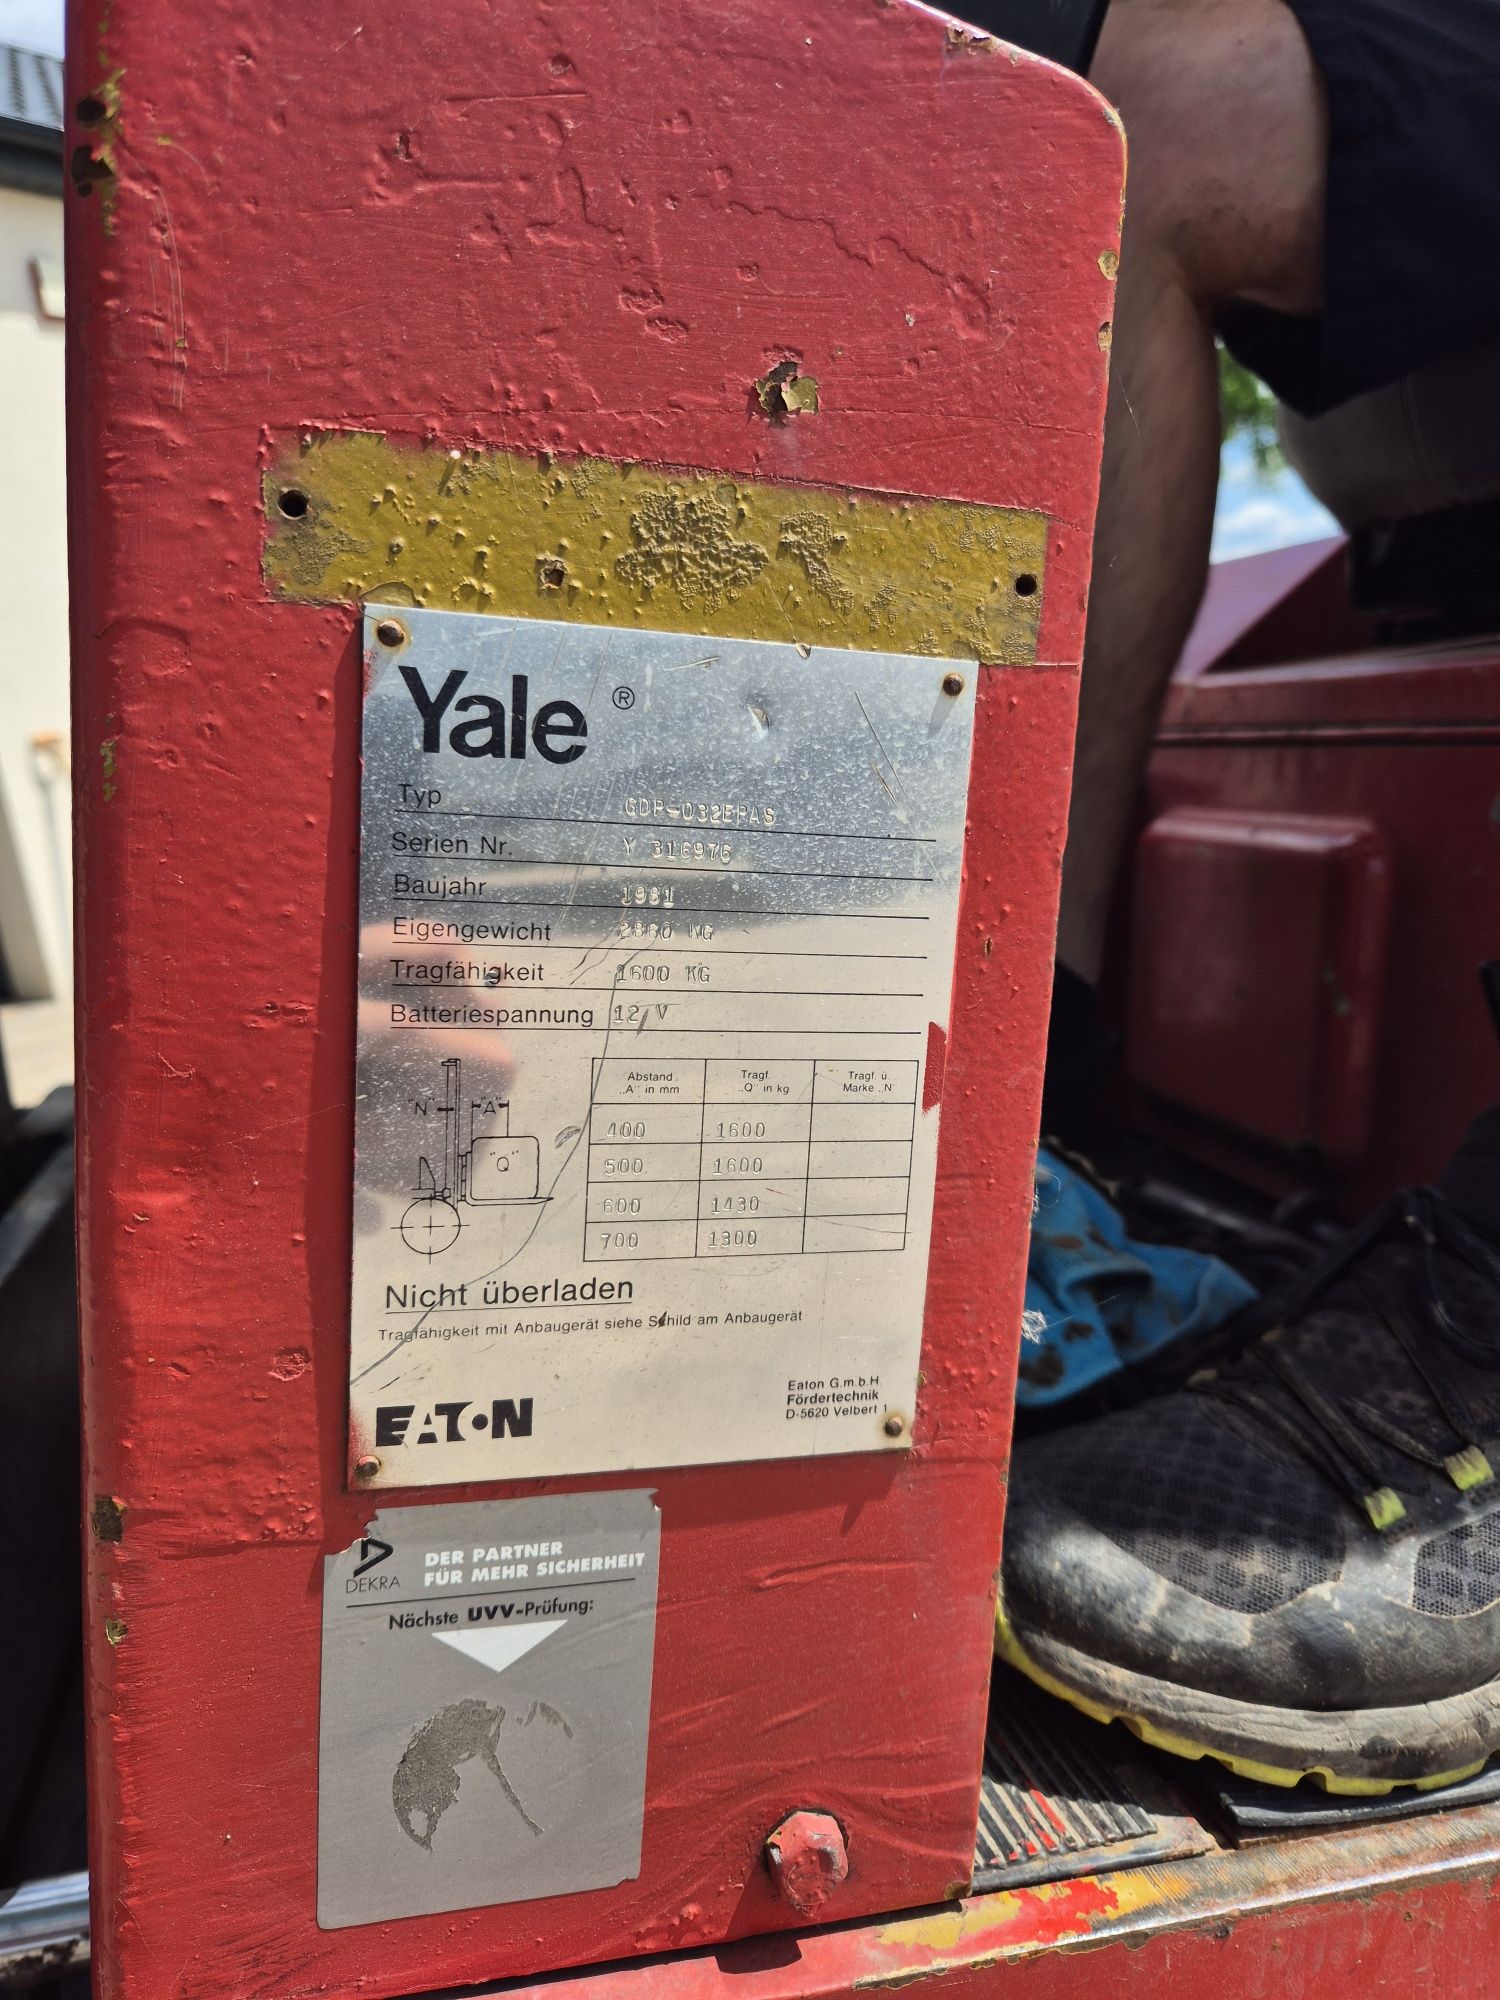 Yale ®
Typ GDP-032EPAS
Serien Nr. Y 316976
Baujahr 1981
Eigengewicht 2860 KG
Tragfähigkeit 1600 KG
Batteriespannung 12 V
"N" "A"
"Q"
Abstand „A" in mm Tragf. „Q" in kg Tragf. ü. Marke „N"
400 1600
500 1600
600 1430
700 1300
Nicht überladen
Tragfähigkeit mit Anbaugerät siehe Schild am Anbaugerät
EATON
Eaton G.m.b.H.
Fördertechnik
D-5620 Velbert 1
DEKRA
DER PARTNER
FÜR MEHR SICHERHEIT
Nächste UVV-Prüfung: